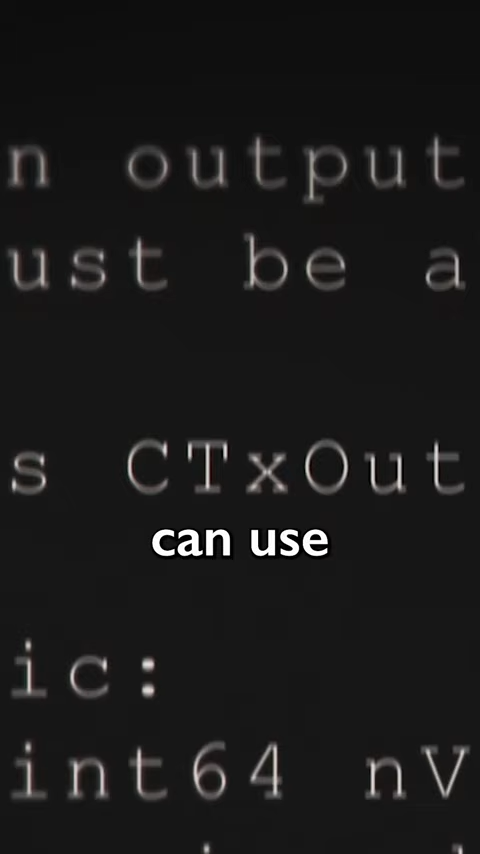 n output
ust be a
s CTxOut
can use
ic:
int64 nV